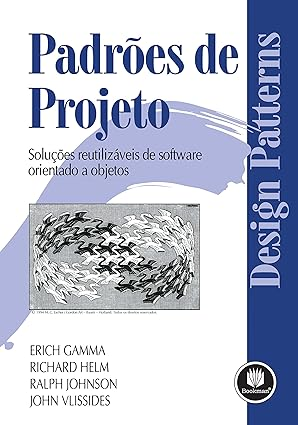 Padrões de
Projeto
Soluções reutilizáveis de software
orientado a objetos
Design Patterns
ERICH GAMMA
RICHARD HELM
RALPH JOHNSON
JOHN VLISSIDES
Bookman